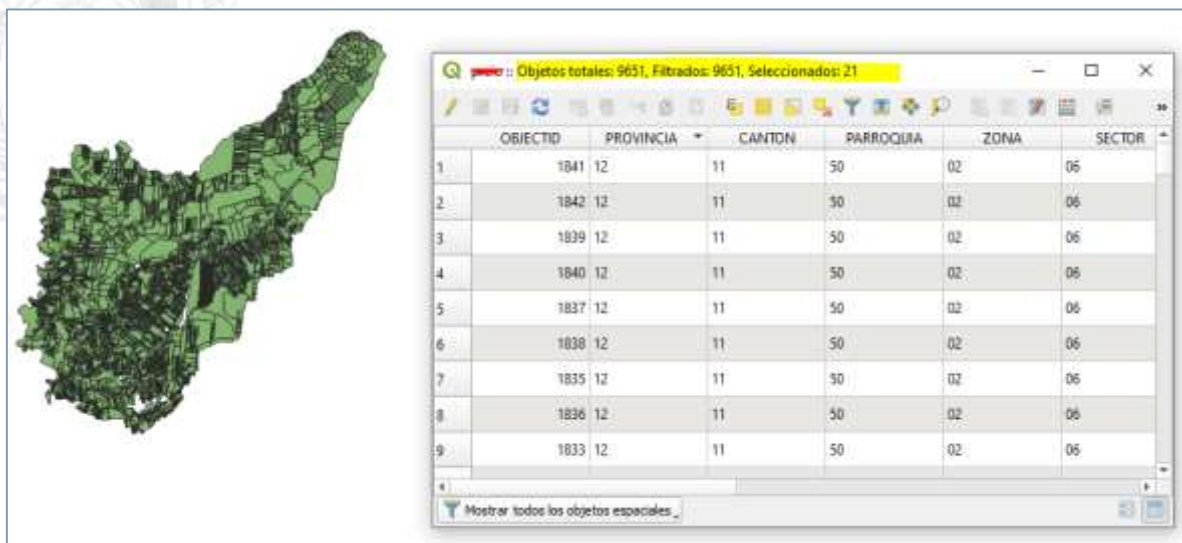 :: Objetos totales: 9651, Filtrados: 9651, Seleccionados: 21
OBJECTID PROVINCIA CANTON PARROQUIA ZONA SECTOR
1 1841 12 11 50 02 06
2 1842 12 11 50 02 06
3 1839 12 11 50 02 06
4 1840 12 11 50 02 06
5 1837 12 11 50 02 06
6 1838 12 11 50 02 06
7 1835 12 11 50 02 06
8 1836 12 11 50 02 06
9 1833 12 11 50 02 06
Mostrar todos los objetos espaciales